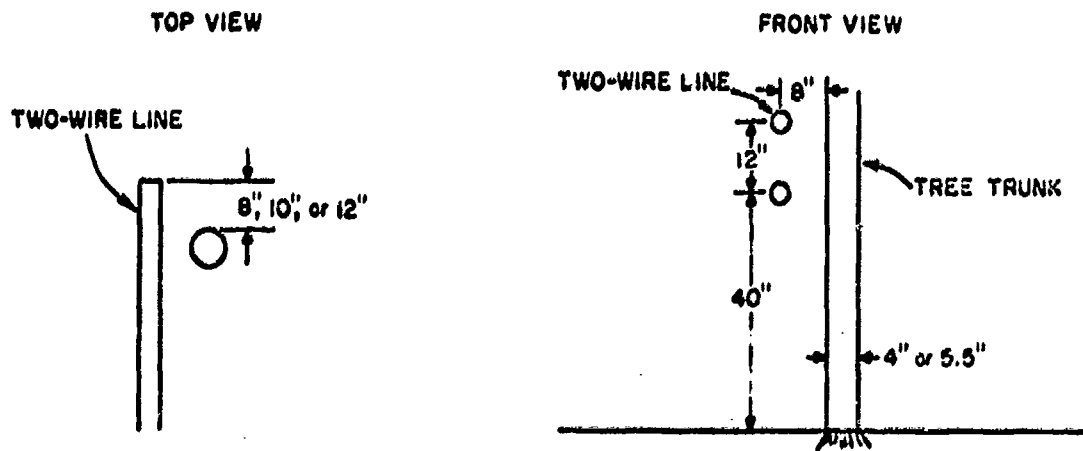 TOP VIEW
TWO-WIRE LINE
8", 10", or 12"
FRONT VIEW
TWO-WIRE LINE
8"
12"
TREE TRUNK
40"
4" or 5.5"